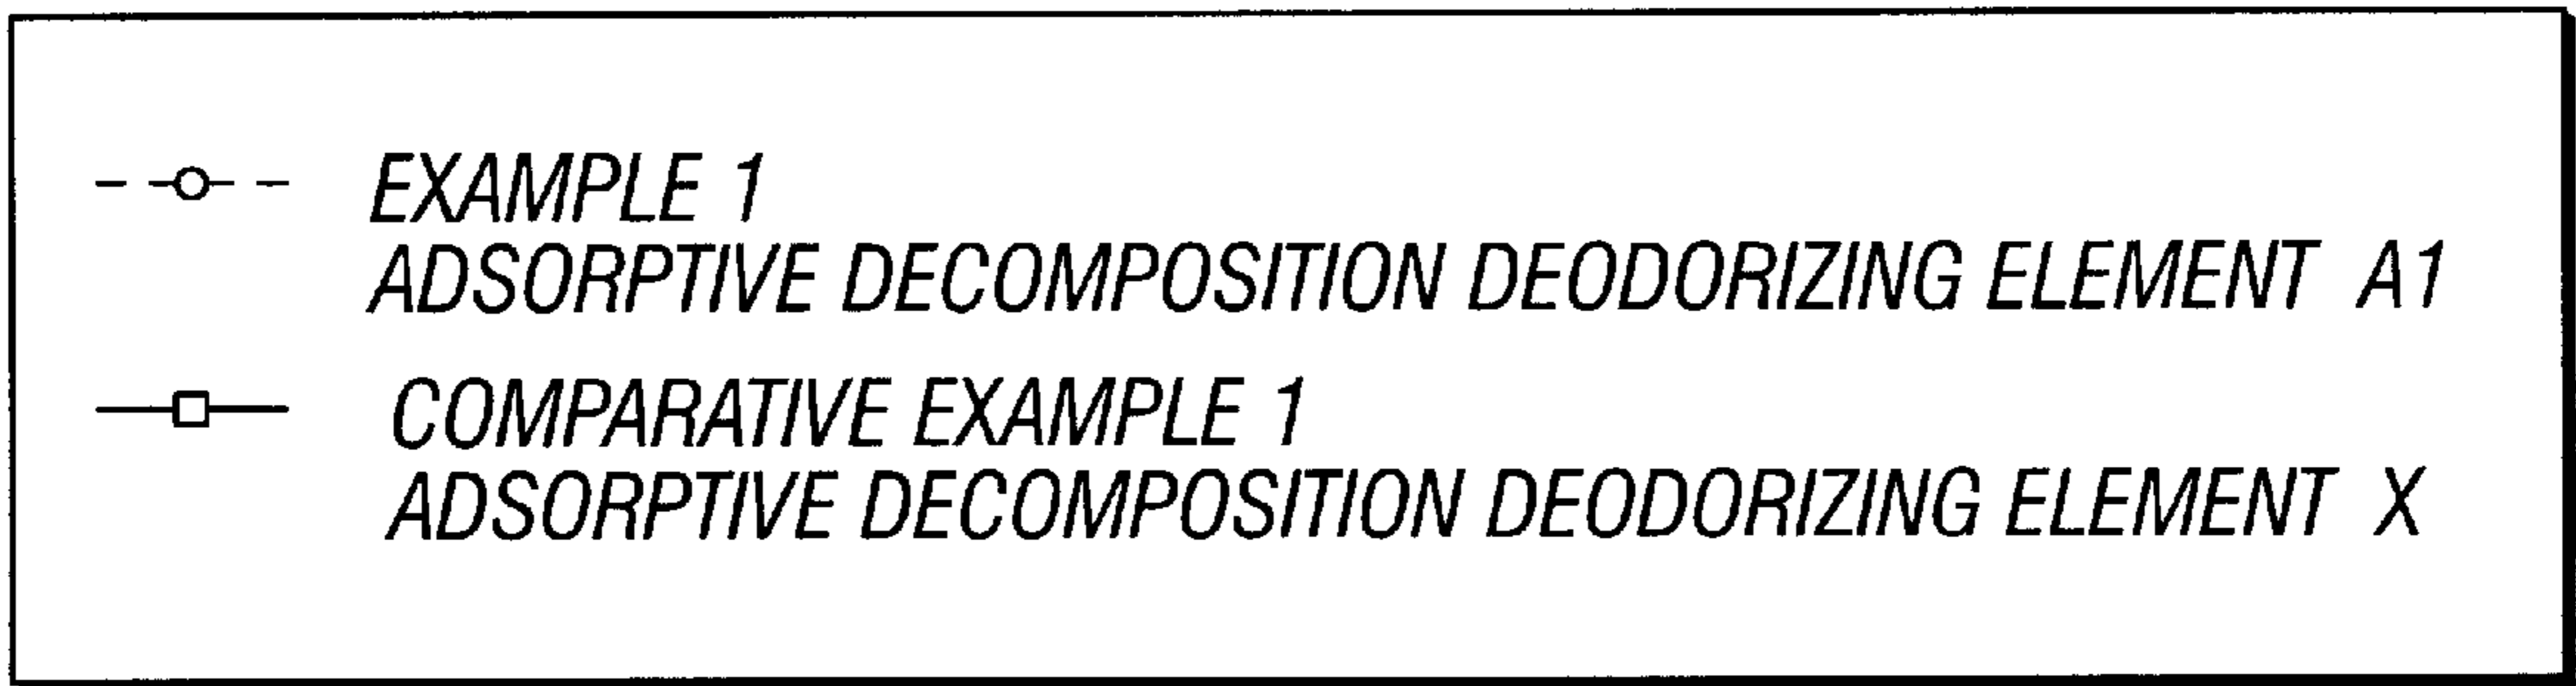 EXAMPLE 1
ADSORPTIVE DECOMPOSITION DEODORIZING ELEMENT A1
COMPARATIVE EXAMPLE 1
ADSORPTIVE DECOMPOSITION DEODORIZING ELEMENT X